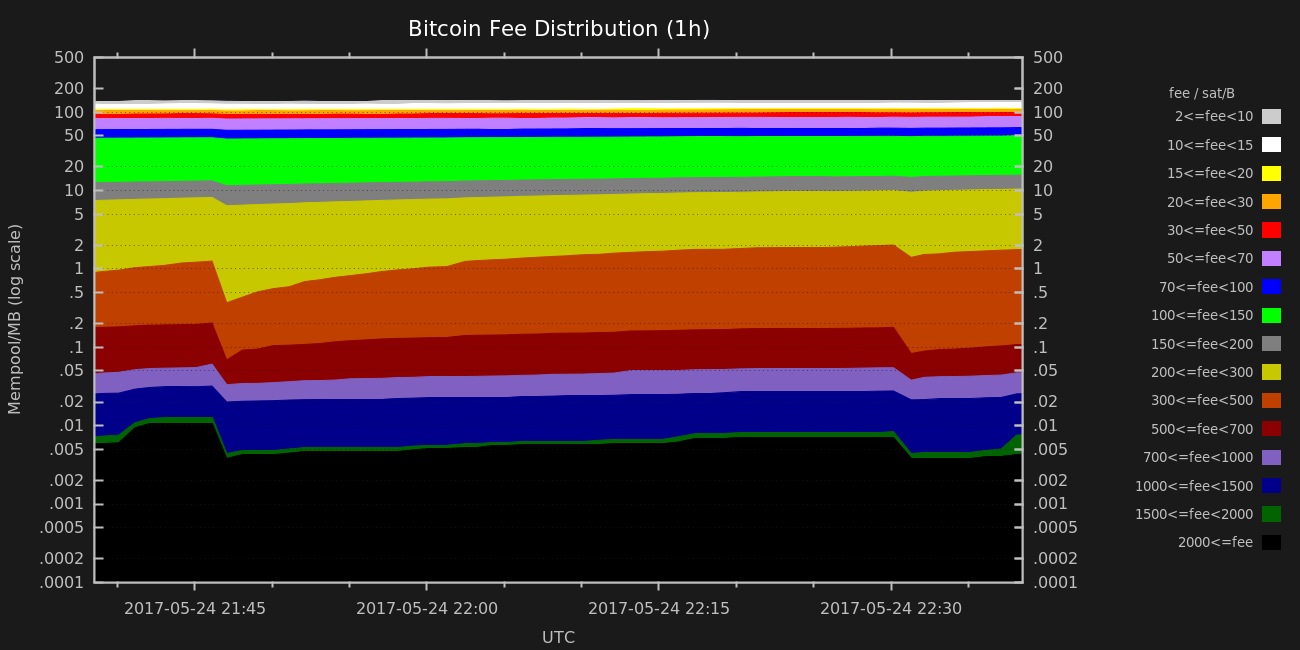 Bitcoin Fee Distribution (1h)
Mempool/MB (log scale)
500
200
100
50
20
10
5
2
1
.5
.2
.1
.05
.02
.01
.005
.002
.001
.0005
.0002
.0001
500
200
100
50
20
10
5
2
1
.5
.2
.1
.05
.02
.01
.005
.002
.001
.0005
.0002
.0001
2017-05-24 21:45
2017-05-24 22:00
2017-05-24 22:15
2017-05-24 22:30
UTC
fee / sat/B
2<=fee<10
10<=fee<15
15<=fee<20
20<=fee<30
30<=fee<50
50<=fee<70
70<=fee<100
100<=fee<150
150<=fee<200
200<=fee<300
300<=fee<500
500<=fee<700
700<=fee<1000
1000<=fee<1500
1500<=fee<2000
2000<=fee